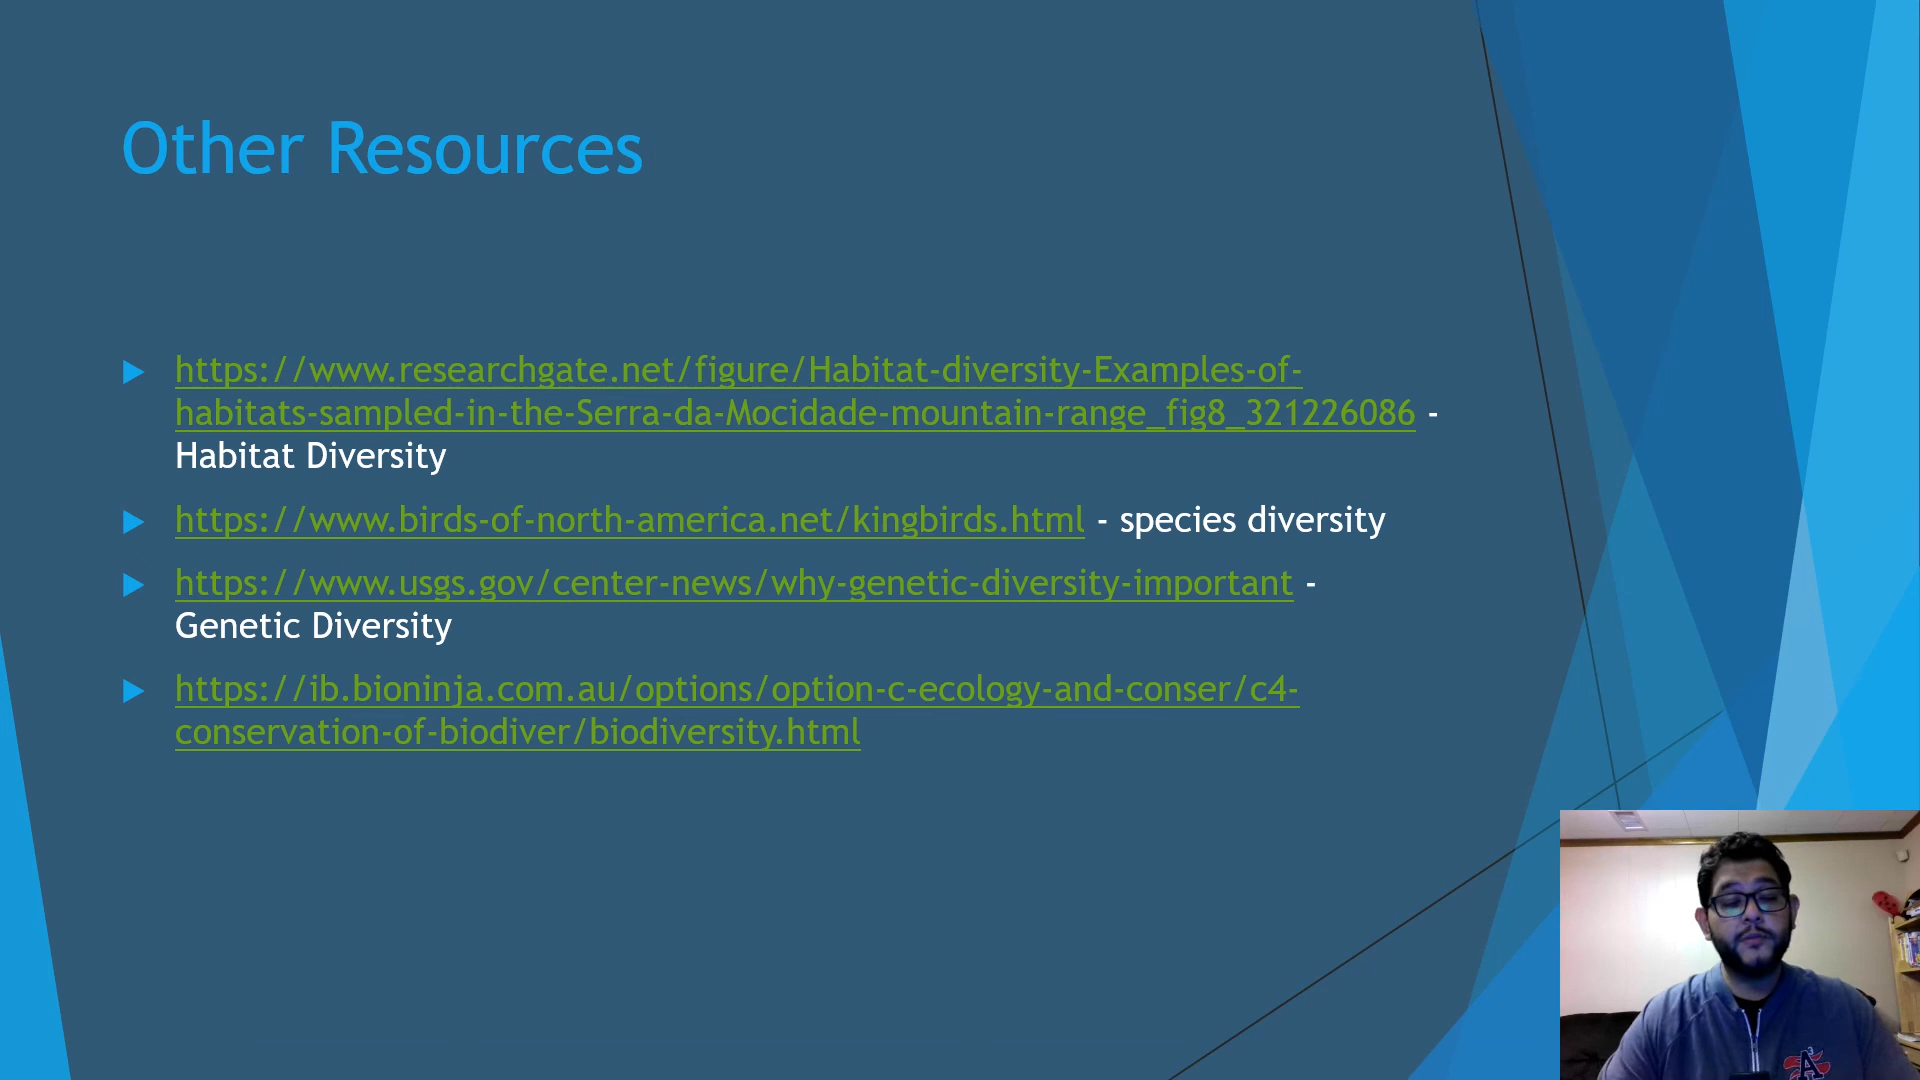 Other Resources
https://www.researchgate.net/figure/Habitat-diversity-Examples-of-
habitats-sampled-in-the-Serra-da-Mocidade-mountain-range_fig8_321226086 -
Habitat Diversity
https://www.birds-of-north-america.net/kingbirds.html - species diversity
https://www.usgs.gov/center-news/why-genetic-diversity-important -
Genetic Diversity
https://ib.bioninja.com.au/options/option-c-ecology-and-conser/c4-
conservation-of-biodiver/biodiversity.html
A